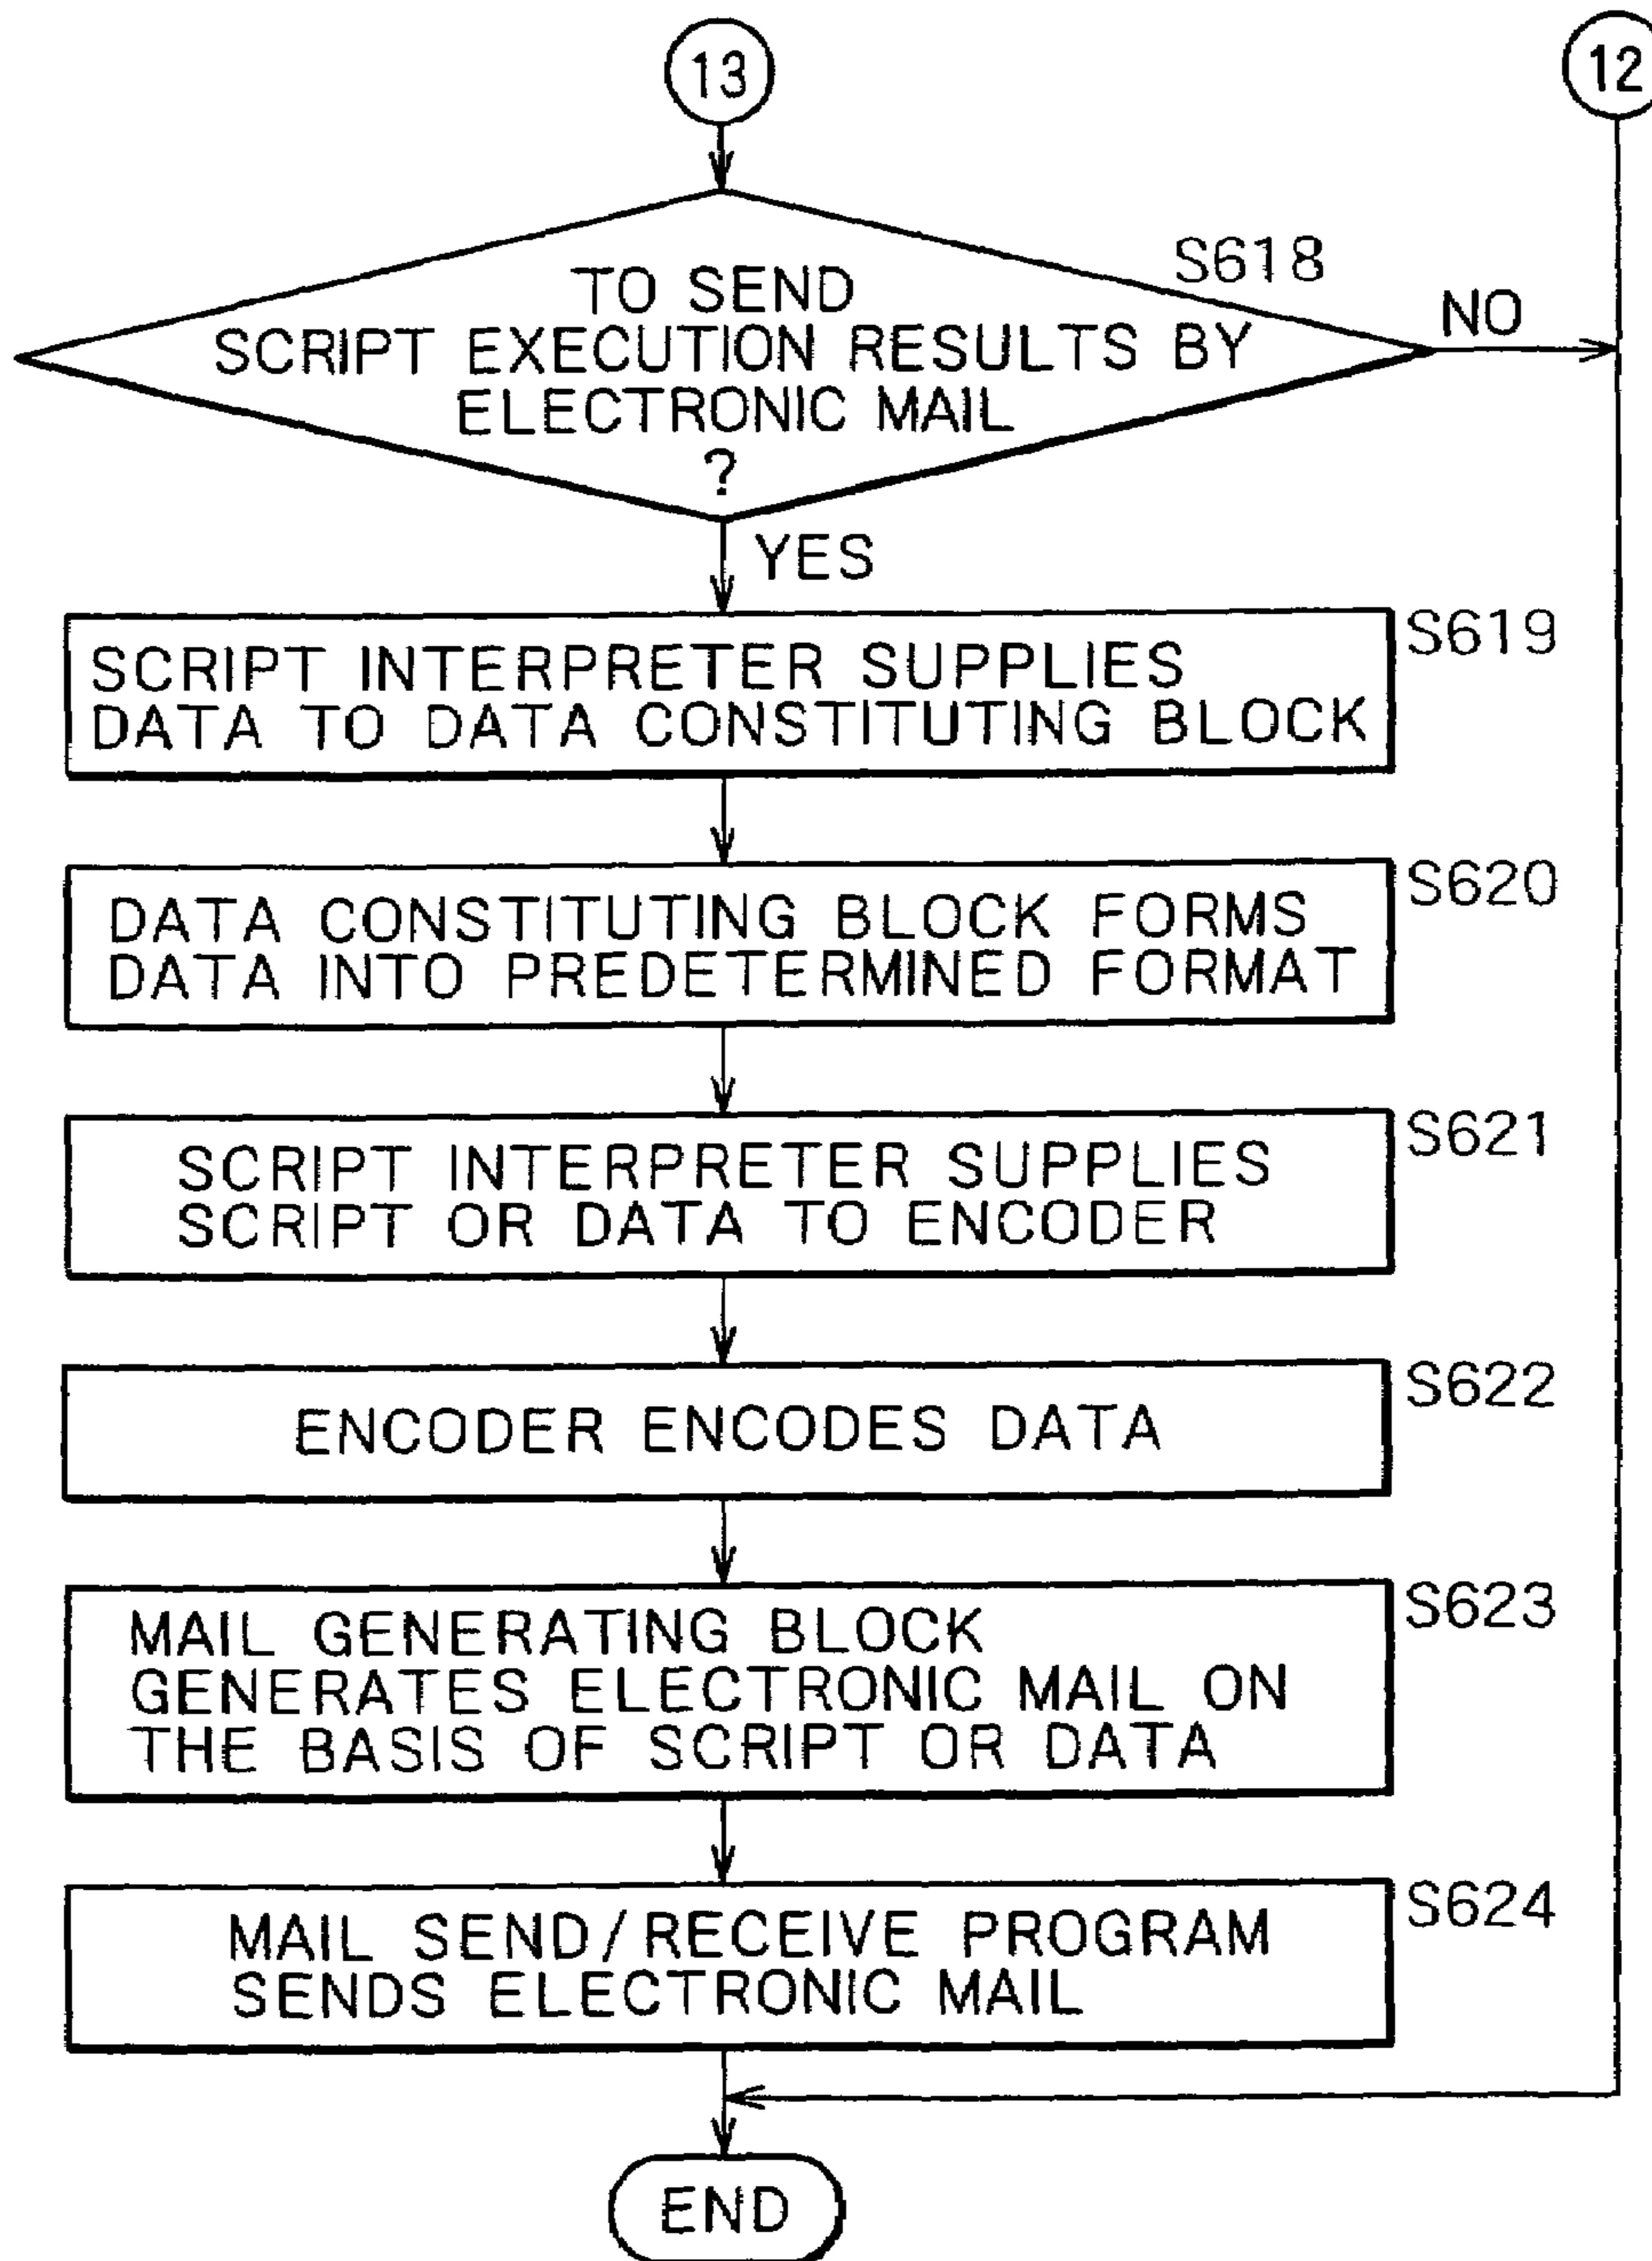 13
12
S618
TO SEND
SCRIPT EXECUTION RESULTS BY
ELECTRONIC MAIL
?
NO
YES
S619
SCRIPT INTERPRETER SUPPLIES
DATA TO DATA CONSTITUTING BLOCK
S620
DATA CONSTITUTING BLOCK FORMS
DATA INTO PREDETERMINED FORMAT
S621
SCRIPT INTERPRETER SUPPLIES
SCRIPT OR DATA TO ENCODER
S622
ENCODER ENCODES DATA
S623
MAIL GENERATING BLOCK
GENERATES ELECTRONIC MAIL ON
THE BASIS OF SCRIPT OR DATA
S624
MAIL SEND/RECEIVE PROGRAM
SENDS ELECTRONIC MAIL
END